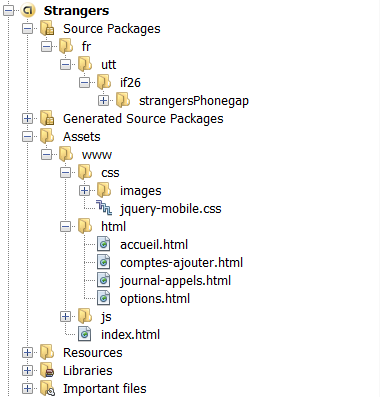 Strangers
Source Packages
fr
utt
if26
strangersPhonegap
Generated Source Packages
Assets
www
css
images
jquery-mobile.css
html
accueil.html
comptes-ajouter.html
journal-appels.html
options.html
js
index.html
Resources
Libraries
Important files